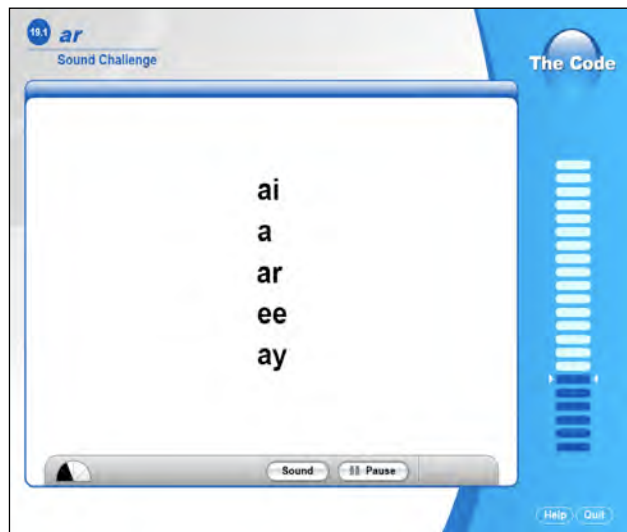 19.1 ar
Sound Challenge
The Code
ai
a
ar
ee
ay
Sound
Pause
Help
Quit